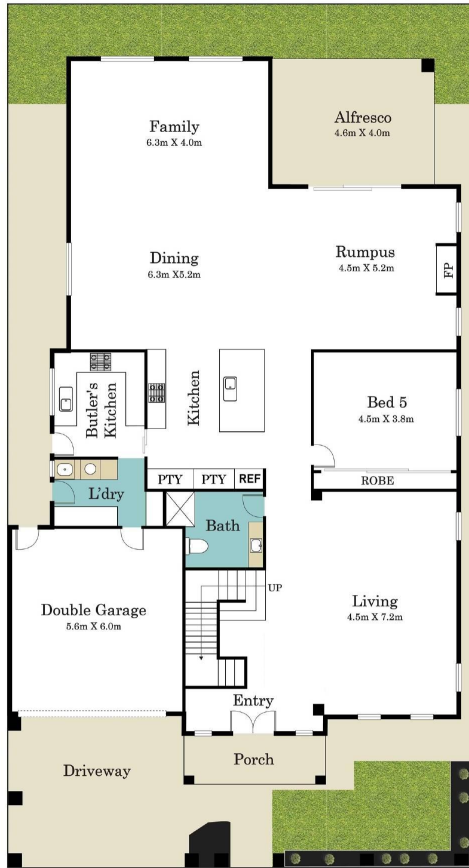 Family
6.3m X 4.0m
Alfresco
4.6m X 4.0m
Dining
6.3m X5.2m
Rumpus
4.5m X 5.2m
FP
Butler's
Kitchen
Kitchen
Bed 5
4.5m X 3.8m
L'dry
PTY
PTY
REF
ROBE
Bath
UP
Double Garage
5.6m X 6.0m
Living
4.5m X 7.2m
Entry
Porch
Driveway